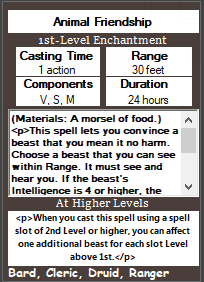 Animal Friendship
1st-Level Enchantment
Casting Time
Range
1 action
30 feet
Components
Duration
V, S, M
24 hours
(Materials: A morsel of food.)
<p>This spell lets you convince a
beast that you mean it no harm.
Choose a beast that you can see
within Range. It must see and
hear you. If the beast's
Intelligence is 4 or higher, the
At Higher Levels
<p>When you cast this spell using a spell
slot of 2nd Level or higher, you can affect
one additional beast for each slot Level
above 1st.</p>
Bard, Cleric, Druid, Ranger